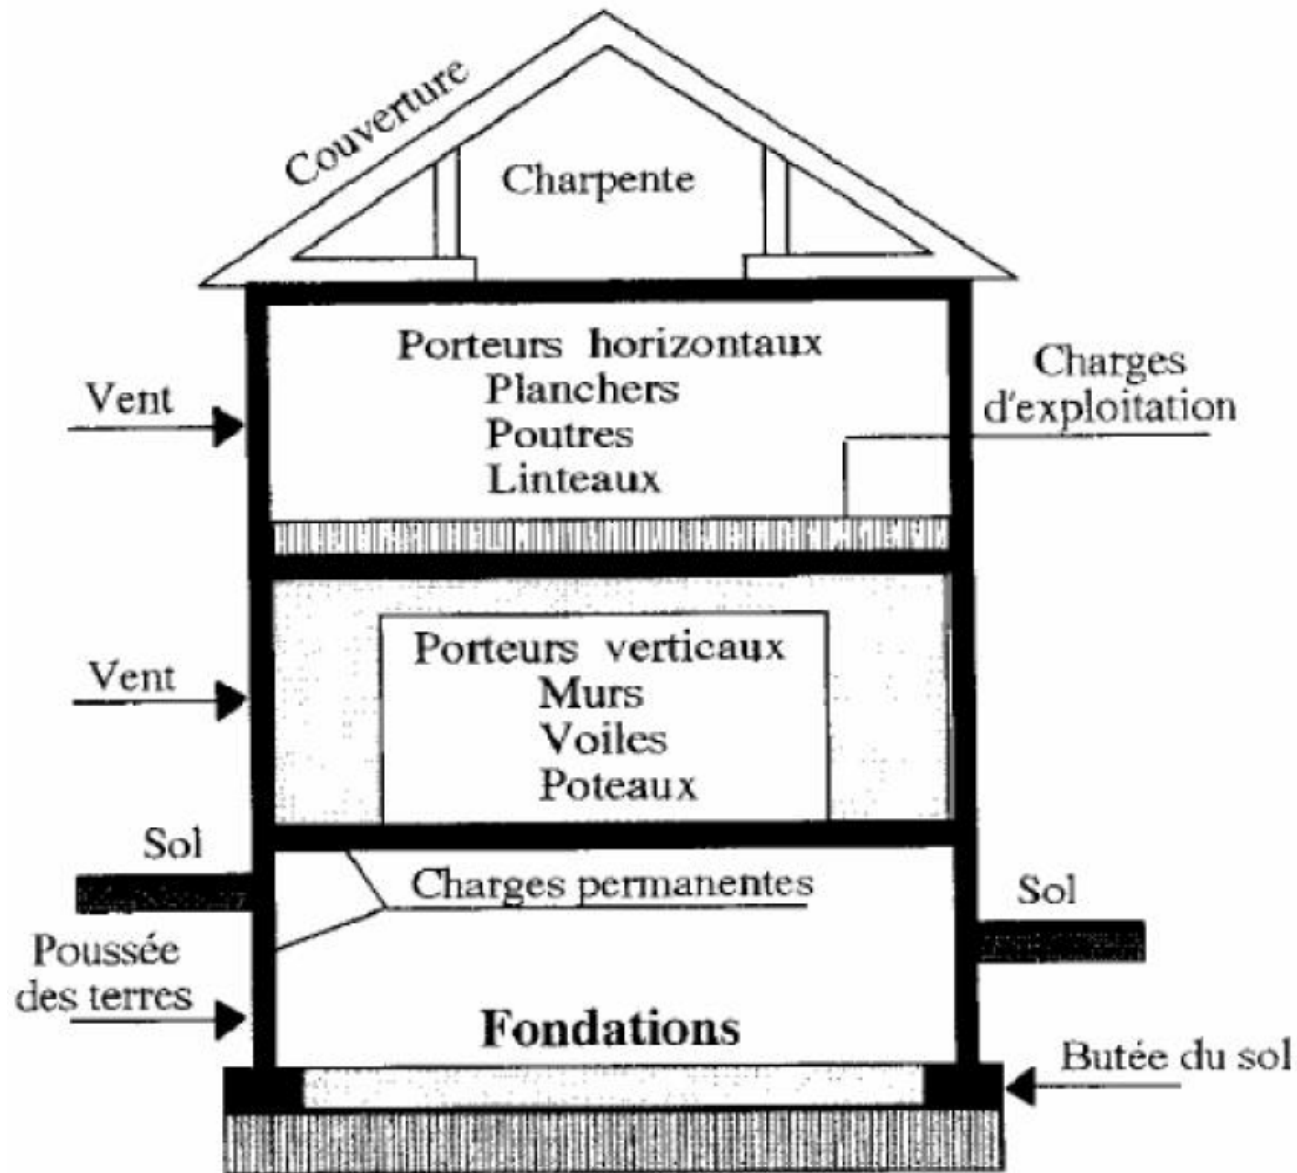 Couverture
Charpente
Porteurs horizontaux
Planchers
Poutres
Linteaux
Vent
Charges
d'exploitation
Porteurs verticaux
Murs
Voiles
Poteaux
Vent
Sol
Charges permanentes
Sol
Poussée
des terres
Fondations
Butée du sol